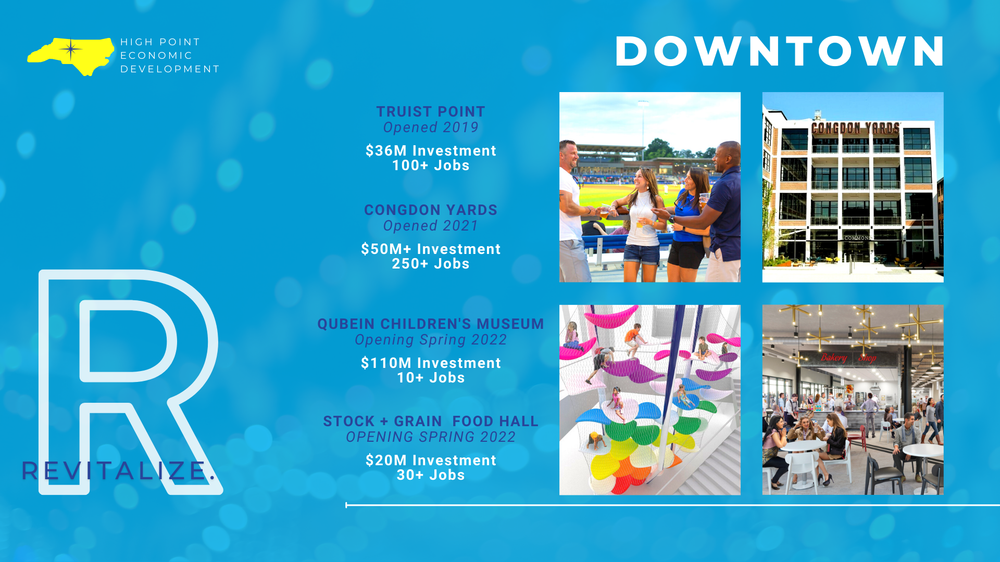 HIGH POINT
ECONOMIC
DEVELOPMENT
DOWNTOWN
TRUIST POINT
Opened 2019
$36M Investment
100+ Jobs
CONGDON YARDS
Opened 2021
$50M+ Investment
250+ Jobs
QUBEIN CHILDREN'S MUSEUM
Opening Spring 2022
$110M Investment
10+ Jobs
STOCK + GRAIN FOOD HALL
OPENING SPRING 2022
$20M Investment
30+ Jobs
R
REVITALIZE.
CONGDON YARDS
COMMONS
Bakery Shop